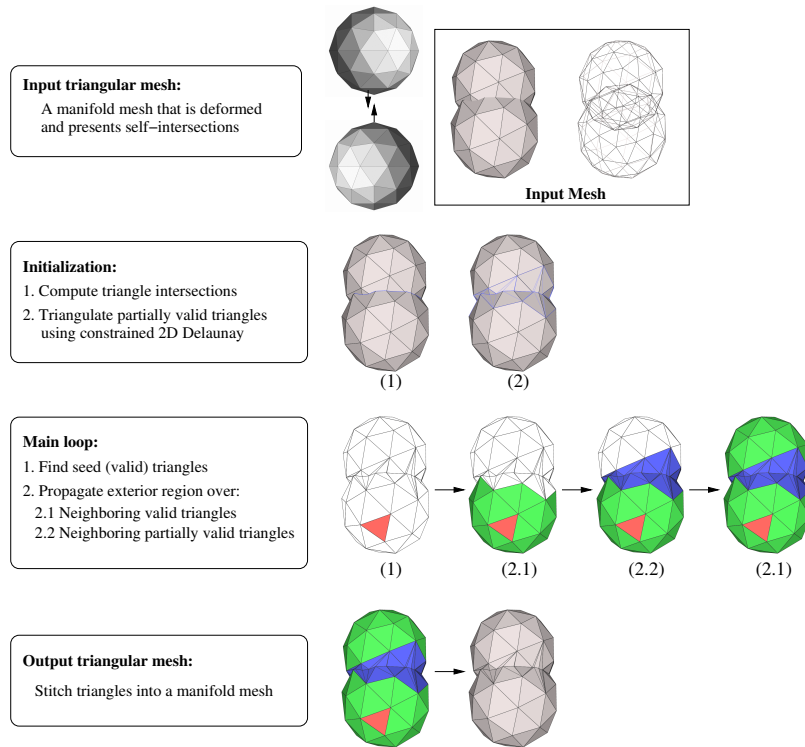 Input triangular mesh:
A manifold mesh that is deformed
and presents self−intersections
Input Mesh
Initialization:
1. Compute triangle intersections
2. Triangulate partially valid triangles
using constrained 2D Delaunay
(1)
(2)
Main loop:
1. Find seed (valid) triangles
2. Propagate exterior region over:
2.1 Neighboring valid triangles
2.2 Neighboring partially valid triangles
(1)
(2.1)
(2.2)
(2.1)
Output triangular mesh:
Stitch triangles into a manifold mesh